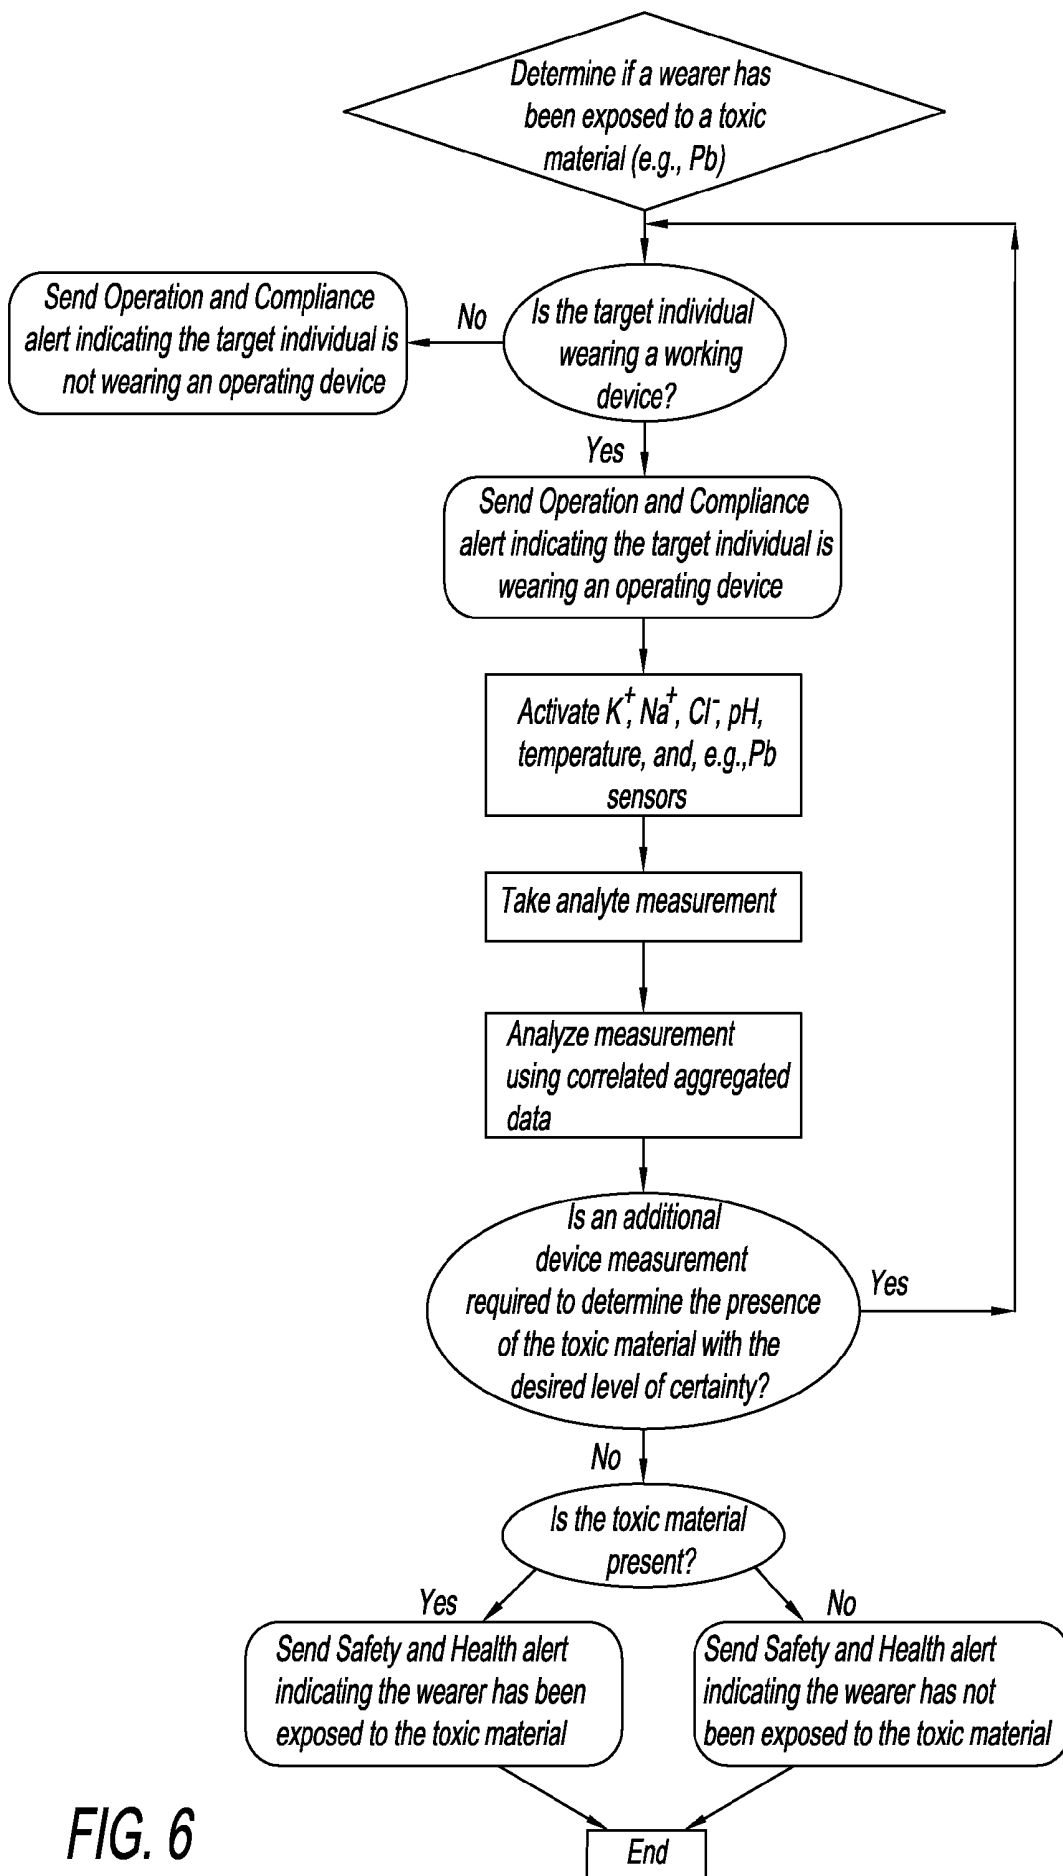 Determine if a wearer has
been exposed to a toxic
material (e.g., Pb)
Send Operation and Compliance
alert indicating the target individual is
not wearing an operating device
No
Is the target individual
wearing a working
device?
Yes
Send Operation and Compliance
alert indicating the target individual is
wearing an operating device
Activate K⁺, Na⁺, Cl⁻, pH,
temperature, and, e.g.,Pb
sensors
Take analyte measurement
Analyze measurement
using correlated aggregated
data
Is an additional
device measurement
required to determine the presence
of the toxic material with the
desired level of certainty?
Yes
No
Is the toxic material
present?
Yes
No
Send Safety and Health alert
indicating the wearer has been
exposed to the toxic material
Send Safety and Health alert
indicating the wearer has not
been exposed to the toxic material
End
FIG. 6